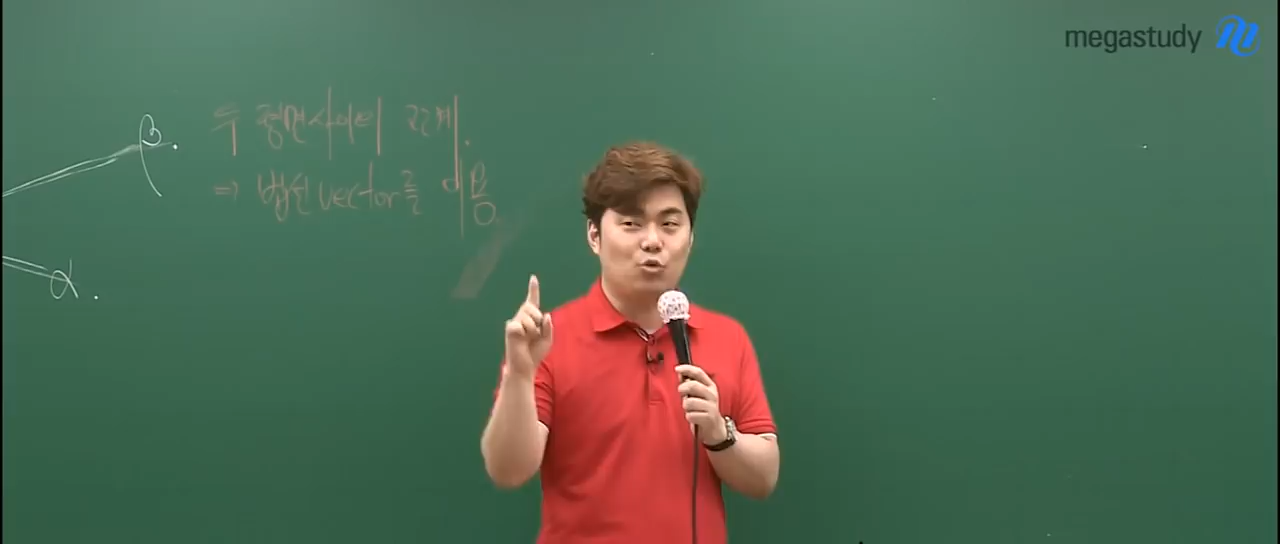 megastudy
두 평면사이의 관계.
⇒ 법선vector를 이용
β
α